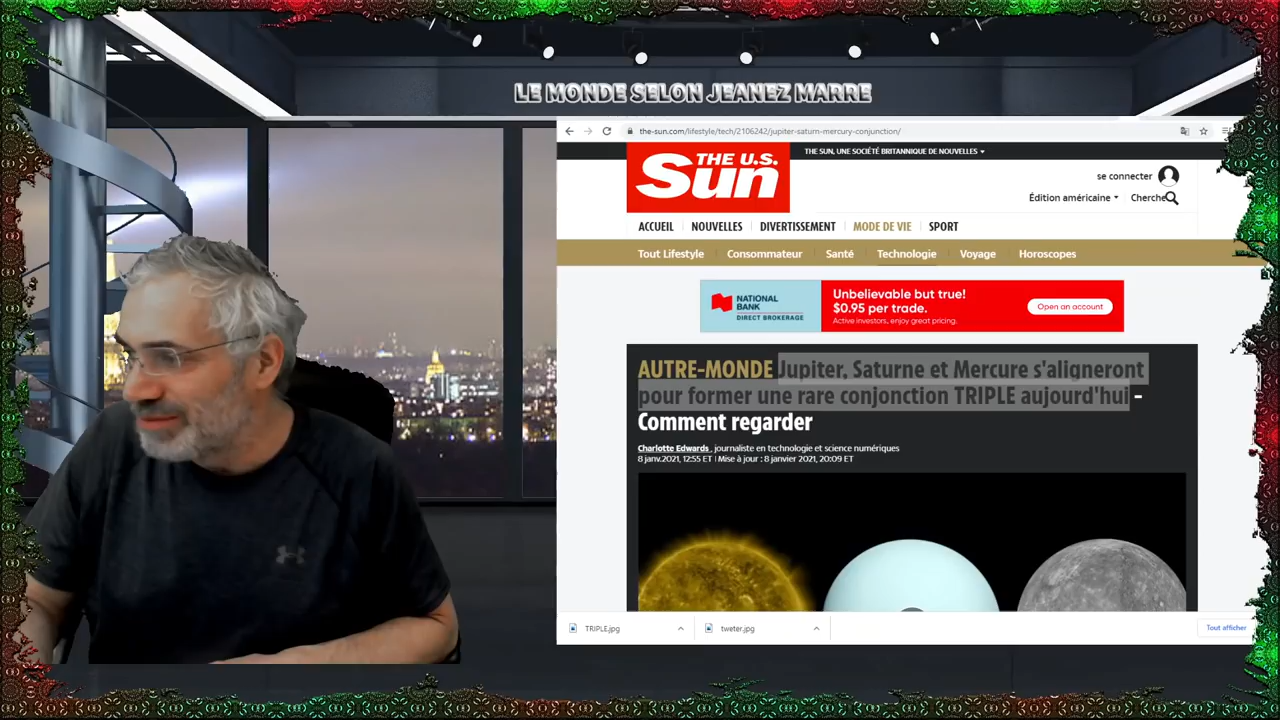 LE MONDE SELON JEANEZ MARRE
the-sun.com/lifestyle/tech/2106242/jupiter-saturn-mercury-conjunction/
THE SUN, UNE SOCIÉTÉ BRITANNIQUE DE NOUVELLES
THE U.S.
Sun
se connecter
Édition américaine
Cherche
ACCUEIL NOUVELLES DIVERTISSEMENT MODE DE VIE SPORT
Tout Lifestyle Consommateur Santé Technologie Voyage Horoscopes
NATIONAL
BANK
DIRECT BROKERAGE
Unbelievable but true!
$0.95 per trade.
Active investors, enjoy great pricing.
Open an account
AUTRE-MONDE Jupiter, Saturne et Mercure s'aligneront
pour former une rare conjonction TRIPLE aujourd'hui -
Comment regarder
Charlotte Edwards , journaliste en technologie et science numériques
8 janv.2021, 12:55 ET | Mise à jour : 8 janvier 2021, 20:09 ET
TRIPLE.jpg
tweter.jpg
Tout afficher